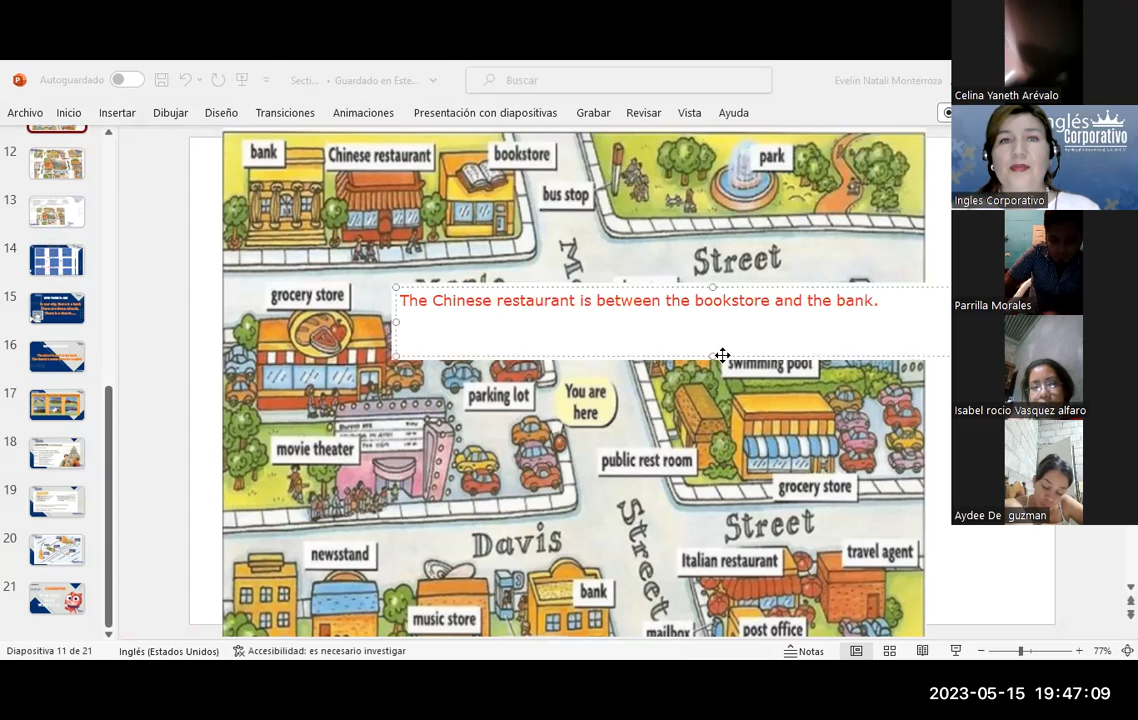 Autoguardado
Secti... • Guardado en Este...
Buscar
Evelin Natali Monterroza
Archivo Inicio Insertar Dibujar Diseño Transiciones Animaciones Presentación con diapositivas Grabar Revisar Vista Ayuda
12
13
14
15
16
17
18
19
20
21
bank
Chinese restaurant
bookstore
bus stop
park
Street
grocery store
The Chinese restaurant is between the bookstore and the bank.
swimming pool
parking lot
You are
here
movie theater
public rest room
grocery store
Davis
Street
Street
newsstand
Italian restaurant
travel agent
bank
music store
mailbox
post office
Diapositiva 11 de 21
Inglés (Estados Unidos)
Accesibilidad: es necesario investigar
Notas
77%
Celina Yaneth Arévalo
Inglés
Corporativo
Ingles Corporativo
Parrilla Morales
Isabel rocio Vasquez alfaro
Aydee De guzman
2023-05-15 19:47:09